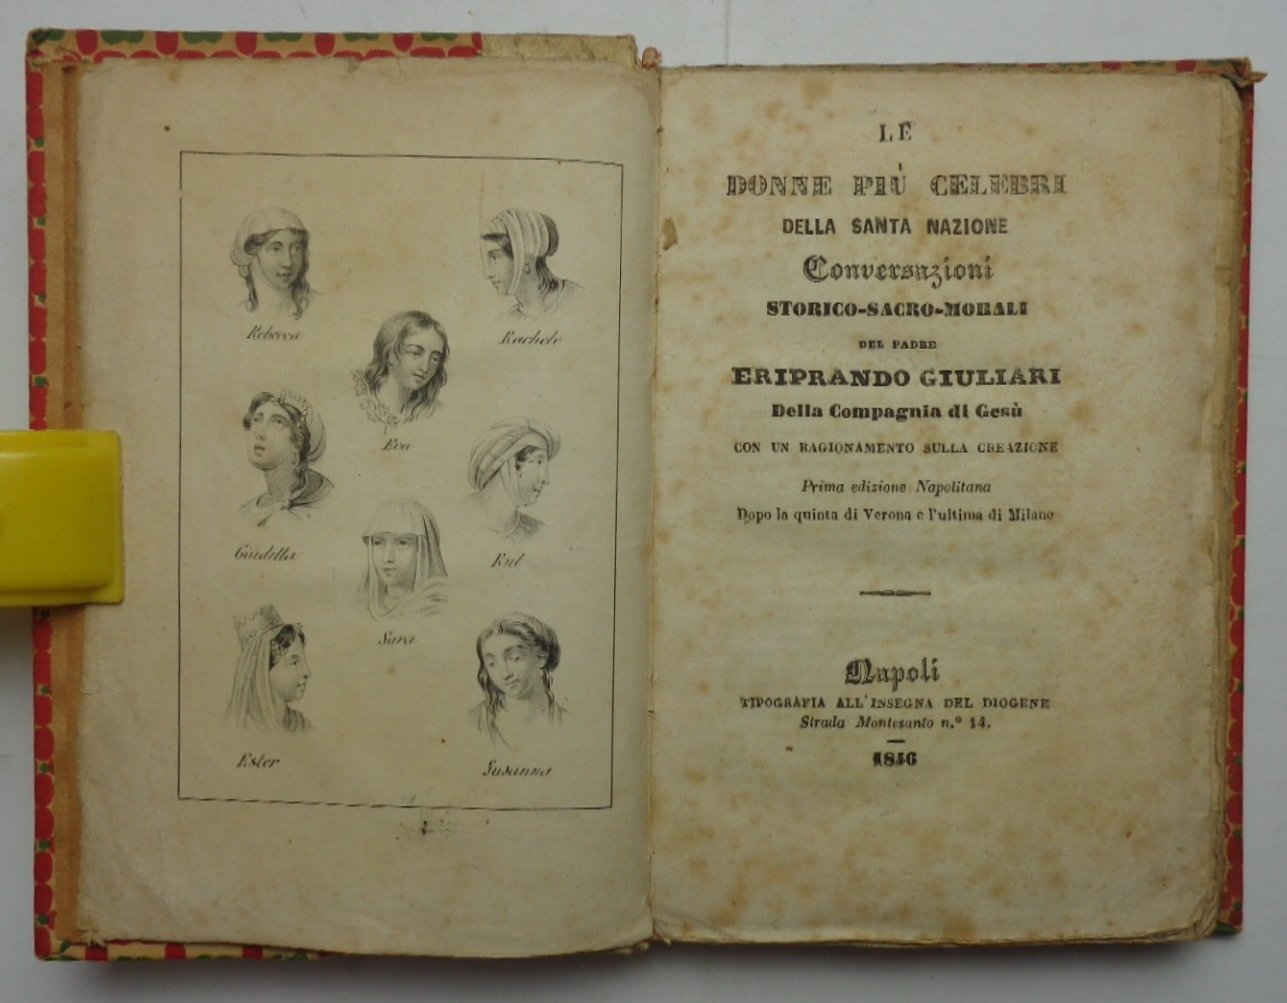 Rebecca
Rachele
Eva
Giuditta
Rut
Sara
Ester
Susanna
LE
DONNE PIÙ CELEBRI
DELLA SANTA NAZIONE
Conversazioni
STORICO-SACRO-MORALI
DEL PADRE
ERIPRANDO GIULIARI
Della Compagnia di Gesù
CON UN RAGIONAMENTO SULLA CREAZIONE
Prima edizione Napolitana
Dopo la quinta di Verona e l'ultima di Milano
Napoli
TIPOGRAFIA ALL'INSEGNA DEL DIOGENE
Strada Montesanto n.° 14.
1846